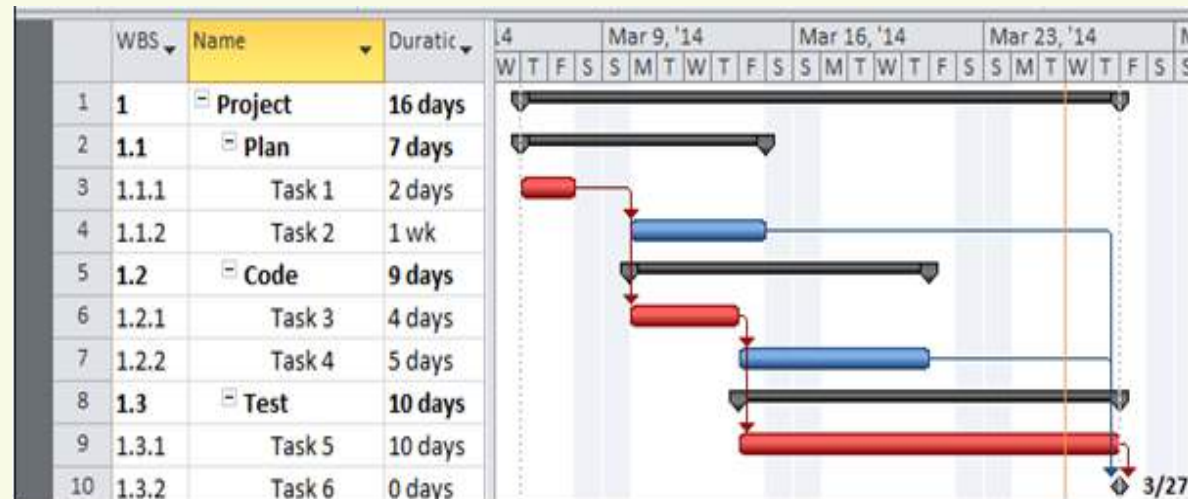 WBS Name Duratic .4 Mar 9, '14 Mar 16, '14 Mar 23, '14
W T F S S M T W T F S S M T W T F S S M T W T F S S
1 1 Project 16 days
2 1.1 Plan 7 days
3 1.1.1 Task 1 2 days
4 1.1.2 Task 2 1 wk
5 1.2 Code 9 days
6 1.2.1 Task 3 4 days
7 1.2.2 Task 4 5 days
8 1.3 Test 10 days
9 1.3.1 Task 5 10 days
10 1.3.2 Task 6 0 days 3/27